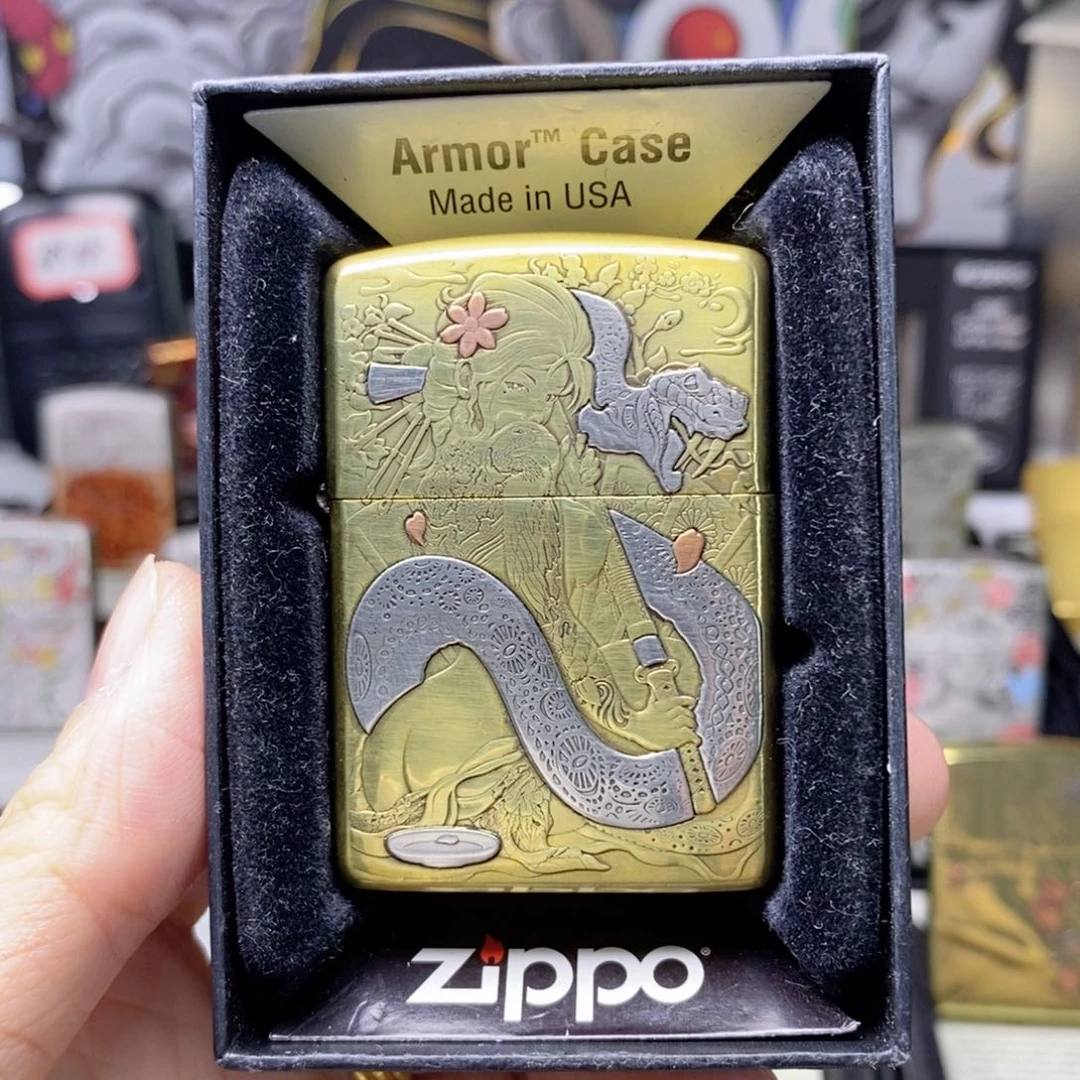 Armor™ Case
Made in USA
zippo®